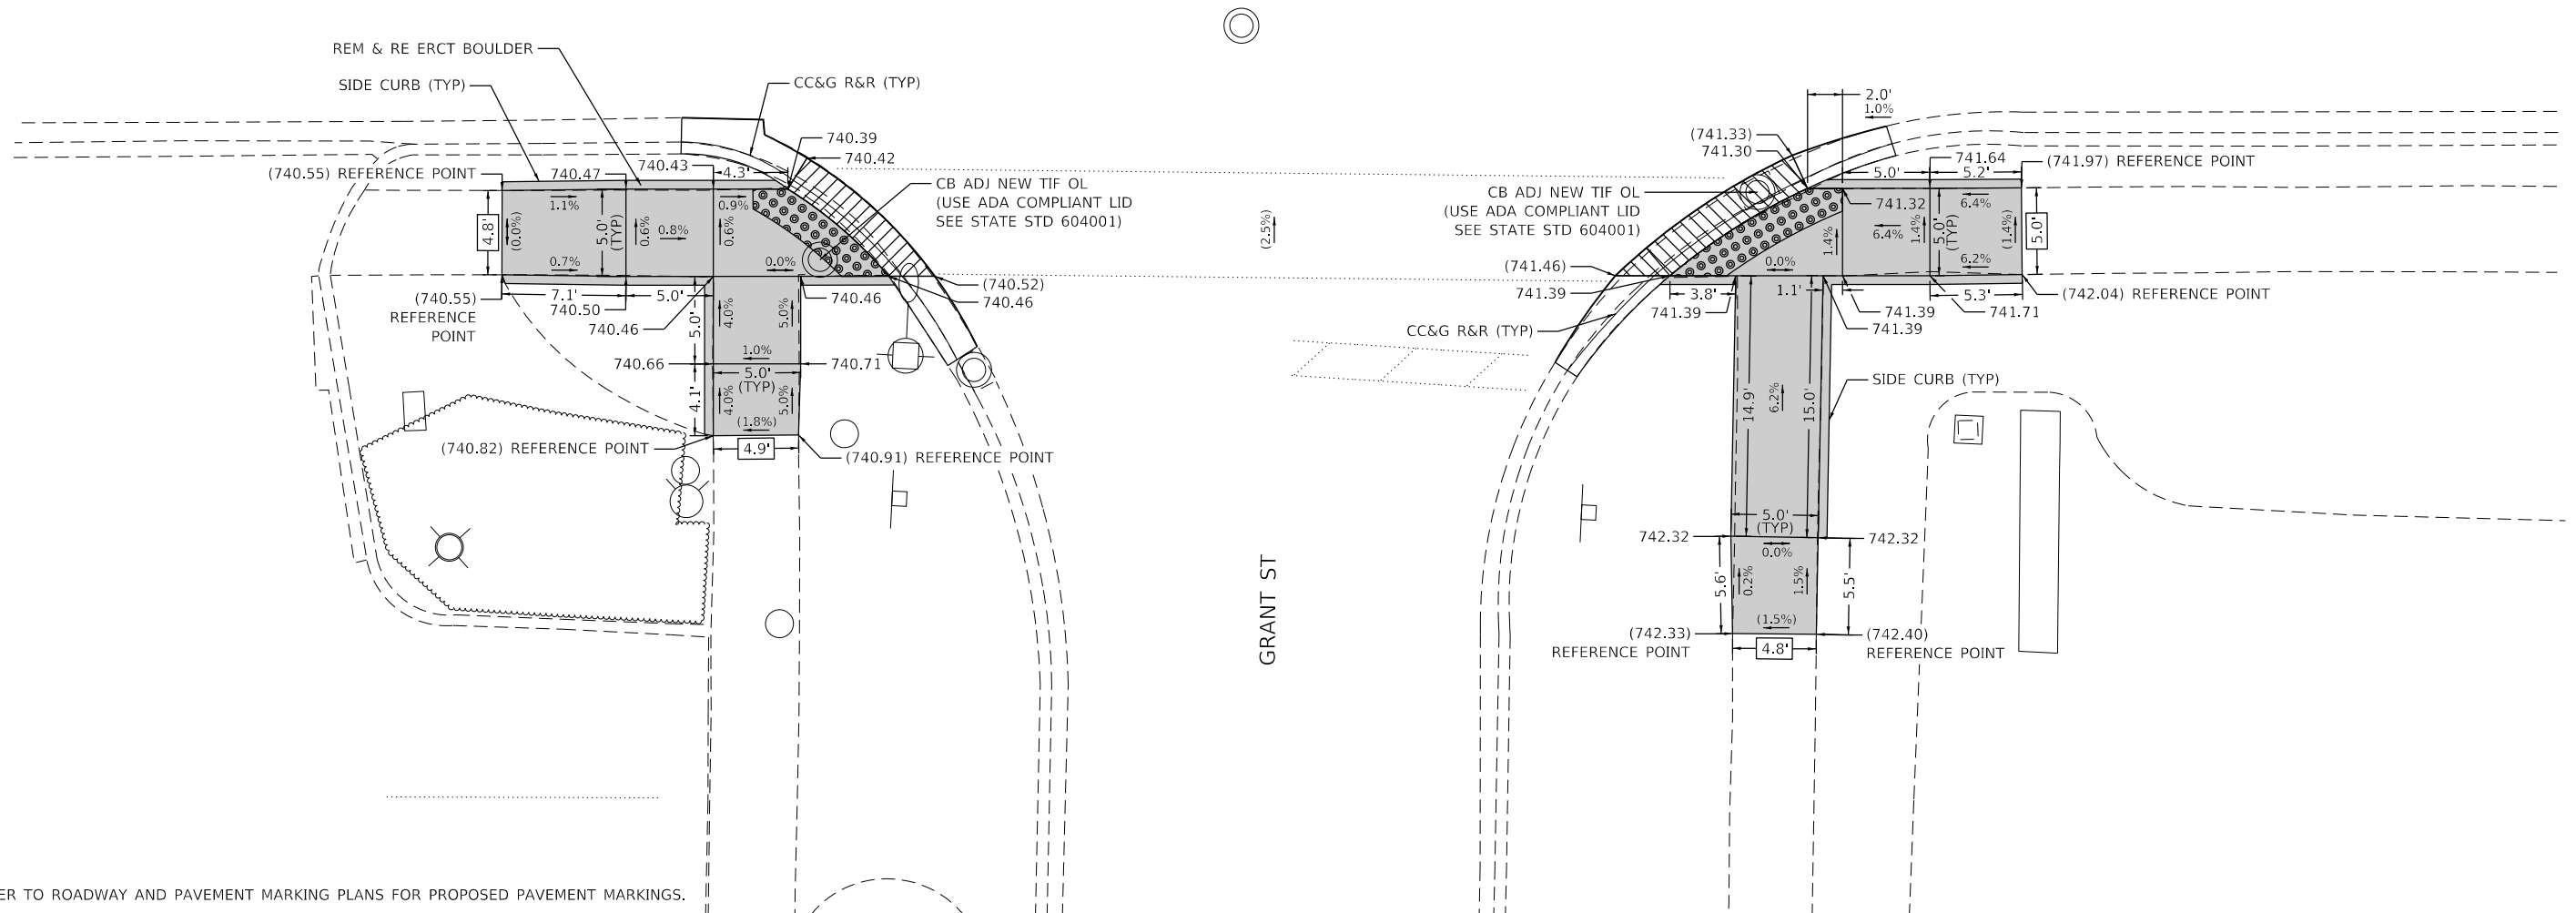 REM & RE ERCT BOULDER
SIDE CURB (TYP)
CC&G R&R (TYP)
740.39
740.42
740.43
4.3'
(740.55) REFERENCE POINT
740.47
CB ADJ NEW TIF OL
(USE ADA COMPLIANT LID
SEE STATE STD 604001)
1.1%
0.9%
4.8'
(0.0%)
5.0'
(TYP)
0.6%
0.8%
0.6%
0.7%
0.0%
(740.52)
740.46
740.46
(740.55)
REFERENCE
POINT
7.1'
5.0'
740.50
740.46
5.0'
4.0%
5.0%
1.0%
740.66
740.71
5.0'
(TYP)
4.1'
4.0%
5.0%
(1.8%)
(740.82) REFERENCE POINT
4.9'
(740.91) REFERENCE POINT
(2.5%)
GRANT ST
2.0'
1.0%
(741.33)
741.30
741.64
(741.97) REFERENCE POINT
5.0'
5.2'
CB ADJ NEW TIF OL
(USE ADA COMPLIANT LID
SEE STATE STD 604001)
741.32
6.4%
6.4%
1.4%
1.4%
5.0'
(TYP)
(1.4%)
5.0'
6.2%
0.0%
(741.46)
741.39
3.8'
1.1'
5.3'
(742.04) REFERENCE POINT
741.39
741.39
741.71
741.39
CC&G R&R (TYP)
SIDE CURB (TYP)
14.9'
6.2%
15.0'
5.0'
(TYP)
742.32
742.32
0.0%
5.6'
0.2%
1.5%
5.5'
(1.5%)
(742.33)
REFERENCE POINT
4.8'
(742.40)
REFERENCE POINT
ER TO ROADWAY AND PAVEMENT MARKING PLANS FOR PROPOSED PAVEMENT MARKINGS.